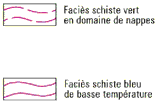 Faciès schiste vert
en domaine de nappes
Faciès schiste bleu
de basse température